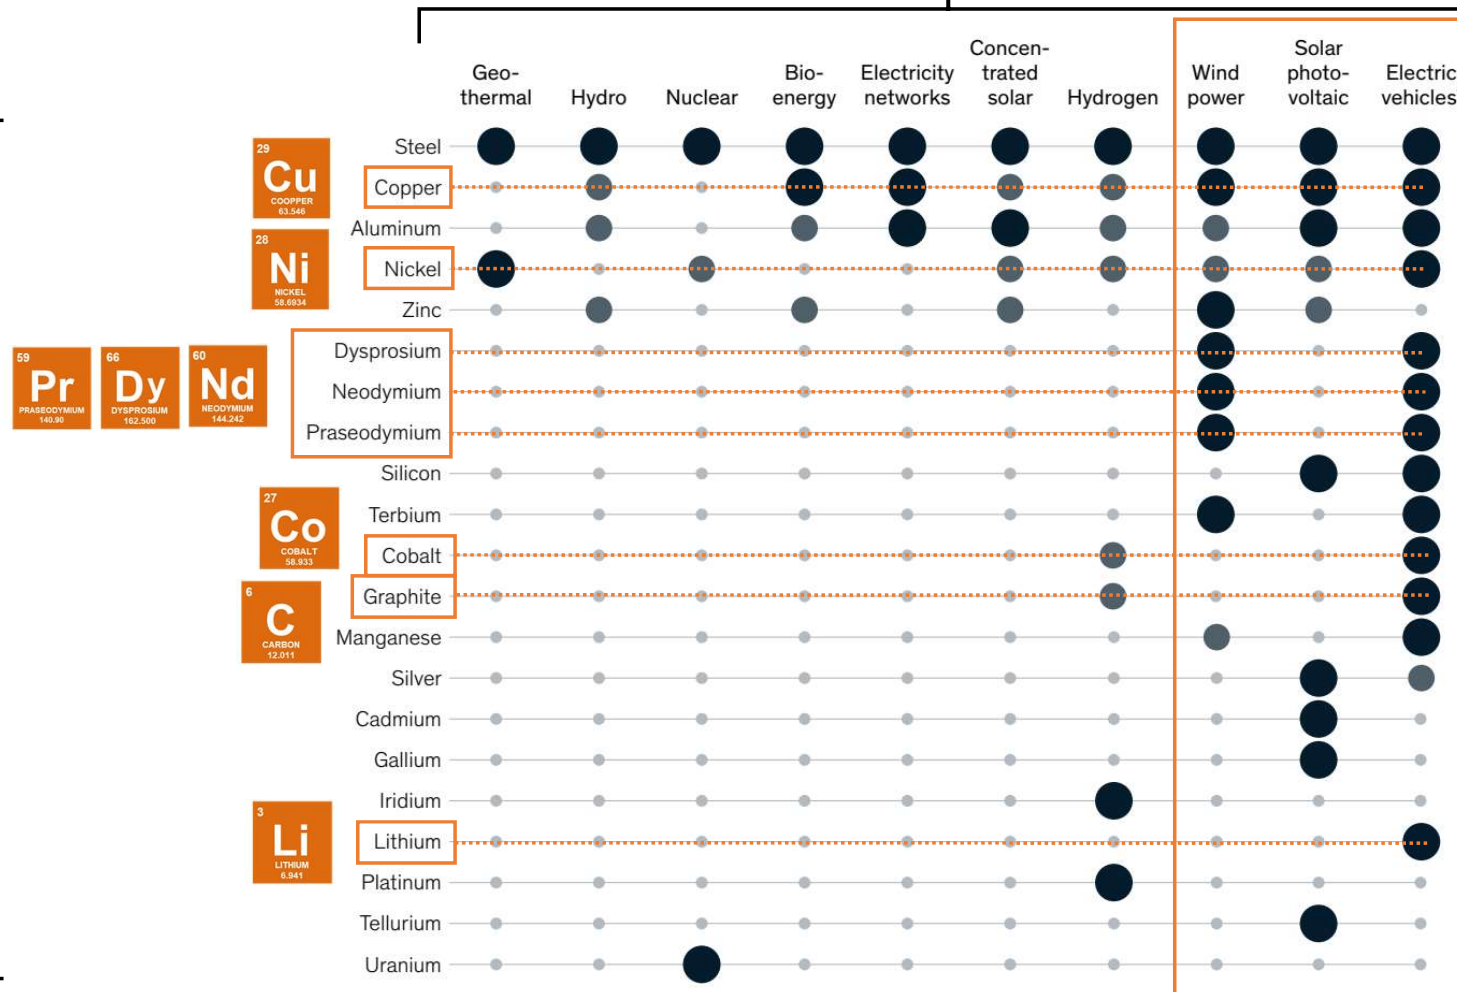 Geo-
thermal
Hydro
Nuclear
Bio-
energy
Electricity
networks
Concen-
trated
solar
Hydrogen
Wind
power
Solar
photo-
voltaic
Electric
vehicles
29
Cu
COOPPER
63.546
Steel
Copper
Aluminum
28
Ni
NICKEL
58.6934
Nickel
Zinc
59
Pr
PRASEODYMIUM
140.90
66
Dy
DYSPROSIUM
162.500
60
Nd
NEODYMIUM
144.242
Dysprosium
Neodymium
Praseodymium
Silicon
27
Co
COBALT
58.933
Terbium
Cobalt
6
C
CARBON
12.011
Graphite
Manganese
Silver
Cadmium
Gallium
Iridium
3
Li
LITHIUM
6.941
Lithium
Platinum
Tellurium
Uranium